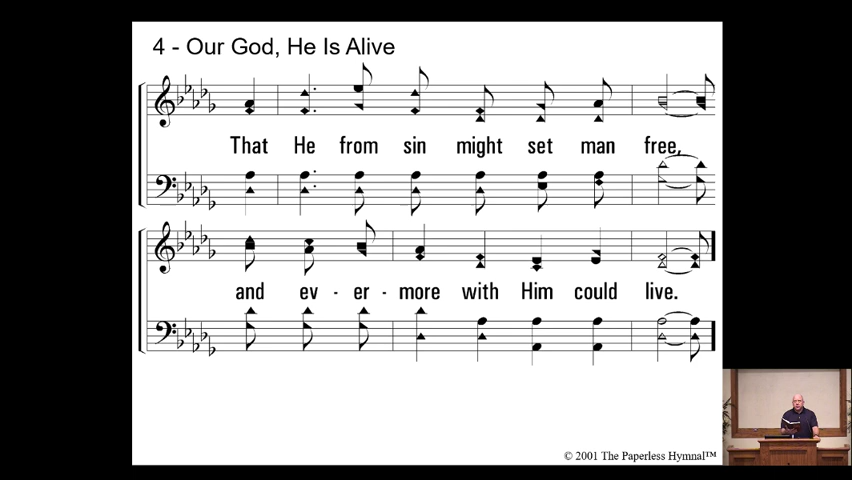 4 - Our God, He Is Alive
That He from sin might set man free,
and ev - er - more with Him could live.
© 2001 The Paperless Hymnal™